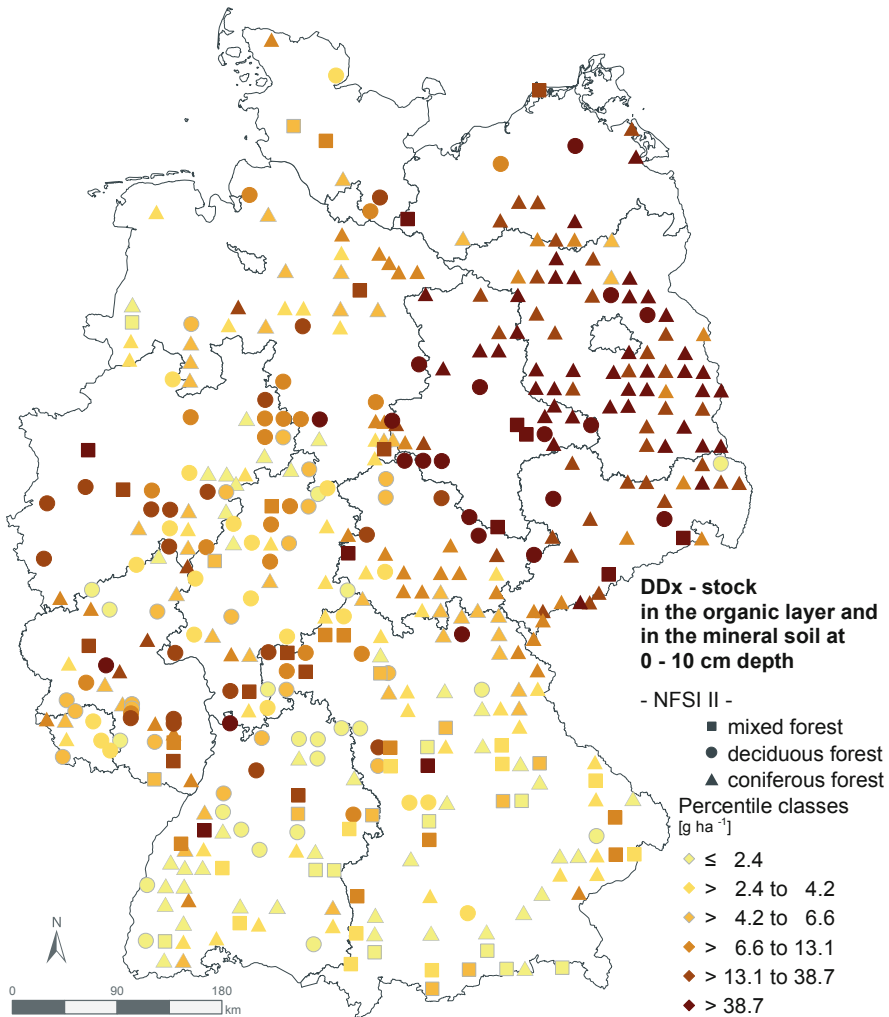 DDx - stock
in the organic layer and
in the mineral soil at
0 - 10 cm depth
- NFSI II -
mixed forest
deciduous forest
coniferous forest
Percentile classes
[g ha -1]
≤ 2.4
> 2.4 to 4.2
> 4.2 to 6.6
> 6.6 to 13.1
> 13.1 to 38.7
> 38.7
N
0 90 180
km